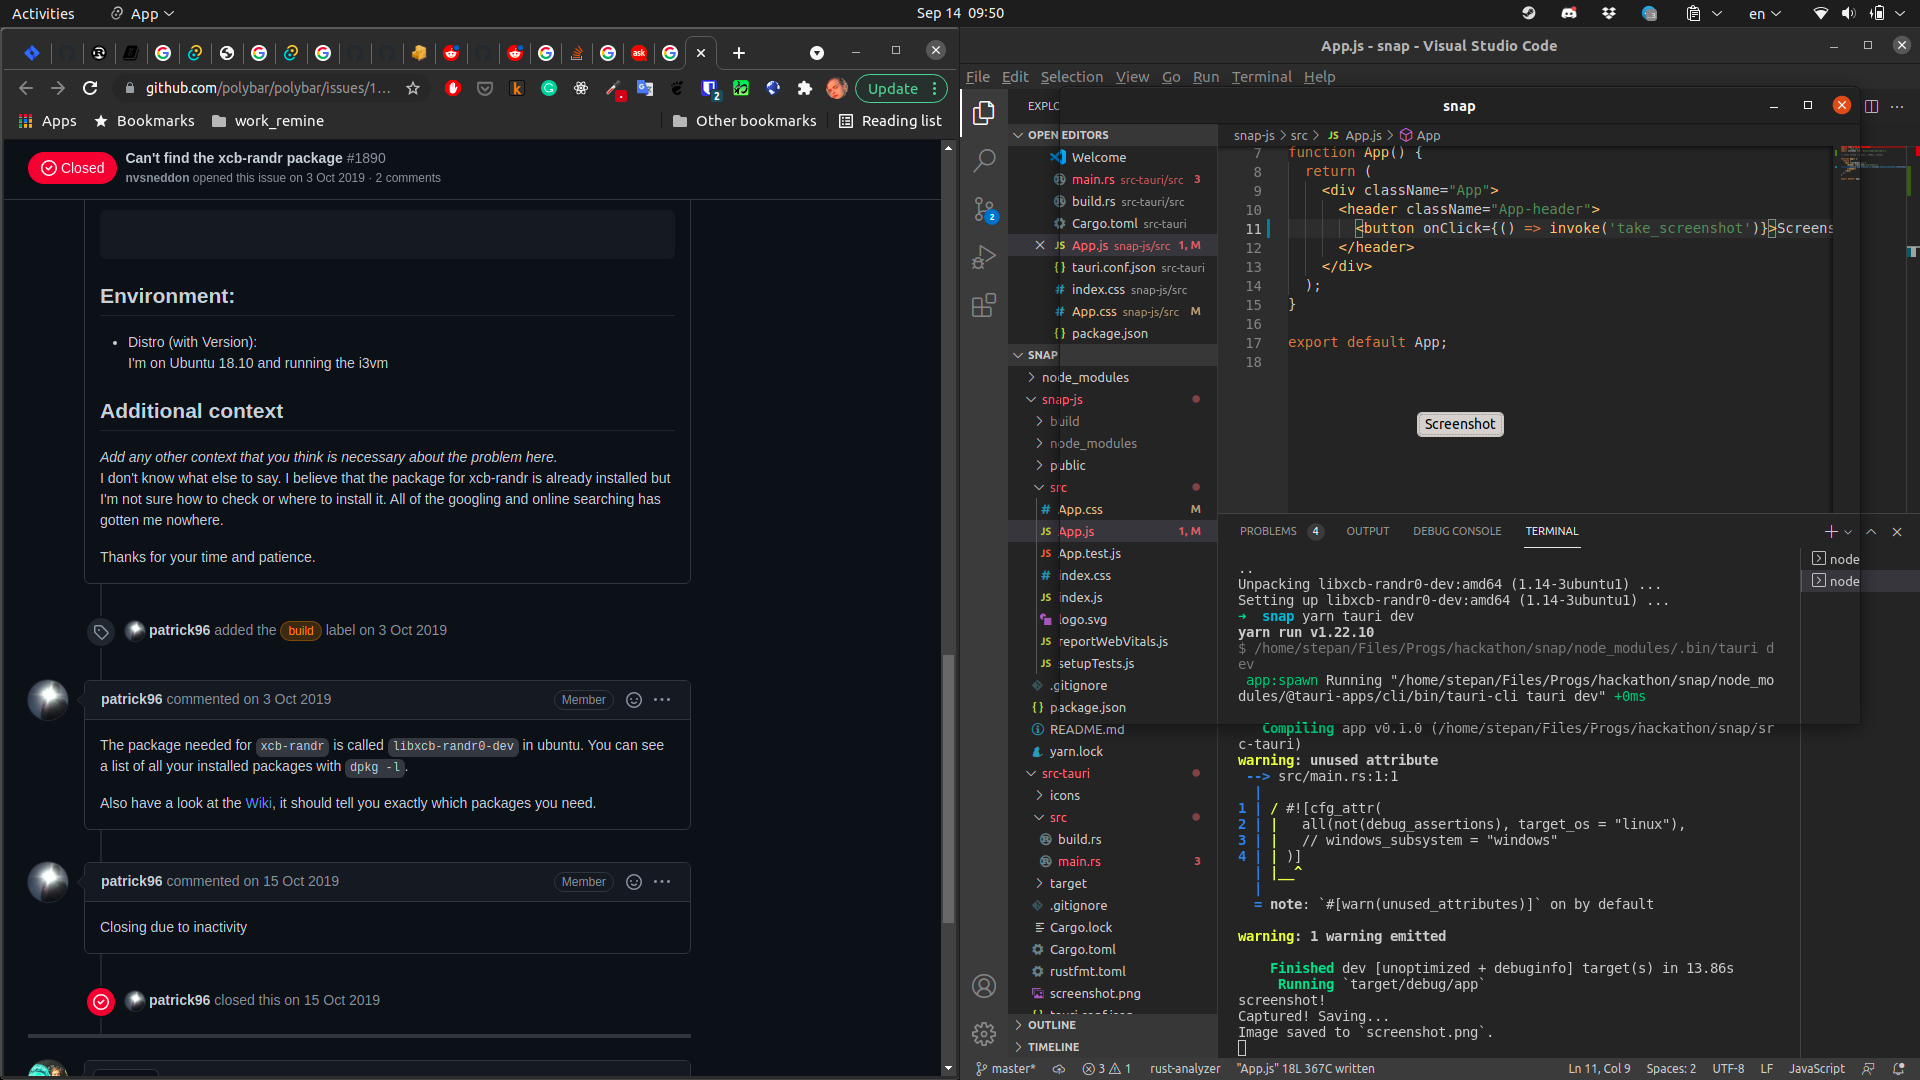 Activities
App
Sep 14 09:50
en
github.com/polybar/polybar/issues/1...
2
Update
Apps
Bookmarks
work_remine
Other bookmarks
Reading list
Closed
Can't find the xcb-randr package #1890
nvsneddon opened this issue on 3 Oct 2019 · 2 comments
Environment:
Distro (with Version):
I'm on Ubuntu 18.10 and running the i3vm
Additional context
Add any other context that you think is necessary about the problem here.
I don't know what else to say. I believe that the package for xcb-randr is already installed but
I'm not sure how to check or where to install it. All of the googling and online searching has
gotten me nowhere.
Thanks for your time and patience.
patrick96 added the build label on 3 Oct 2019
patrick96 commented on 3 Oct 2019
Member
The package needed for xcb-randr is called libxcb-randr0-dev in ubuntu. You can see
a list of all your installed packages with dpkg -l.
Also have a look at the Wiki, it should tell you exactly which packages you need.
patrick96 commented on 15 Oct 2019
Member
Closing due to inactivity
patrick96 closed this on 15 Oct 2019
App.js - snap - Visual Studio Code
File Edit Selection View Go Run Terminal Help
EXPLO
snap
OPEN EDITORS
Welcome
main.rs src-tauri/src 3
build.rs src-tauri/src
Cargo.toml src-tauri
App.js snap-js/src 1, M
tauri.conf.json src-tauri
index.css snap-js/src
App.css snap-js/src M
package.json
SNAP
node_modules
snap-js
build
node_modules
public
src
App.css M
App.js 1, M
App.test.js
index.css
index.js
logo.svg
reportWebVitals.js
setupTests.js
.gitignore
package.json
README.md
yarn.lock
src-tauri
icons
src
build.rs
main.rs 3
target
.gitignore
Cargo.lock
Cargo.toml
rustfmt.toml
screenshot.png
tauri.conf.json
OUTLINE
TIMELINE
2
snap-js > src > JS App.js > App
7 function App() {
8 return (
9 <div className="App">
10 <header className="App-header">
11 <button onClick={() => invoke('take_screenshot')}>Screens
12 </header>
13 </div>
14 );
15 }
16
17 export default App;
18
Screenshot
PROBLEMS 4 OUTPUT DEBUG CONSOLE TERMINAL
node
node
..
Unpacking libxcb-randr0-dev:amd64 (1.14-3ubuntu1) ...
Setting up libxcb-randr0-dev:amd64 (1.14-3ubuntu1) ...
➜ snap yarn tauri dev
yarn run v1.22.10
$ /home/stepan/Files/Progs/hackathon/snap/node_modules/.bin/tauri d
ev
app:spawn Running "/home/stepan/Files/Progs/hackathon/snap/node_mo
dules/@tauri-apps/cli/bin/tauri-cli tauri dev" +0ms
Compiling app v0.1.0 (/home/stepan/Files/Progs/hackathon/snap/sr
c-tauri)
warning: unused attribute
--> src/main.rs:1:1
|
1 | / #![cfg_attr(
2 | | all(not(debug_assertions), target_os = "linux"),
3 | | // windows_subsystem = "windows"
4 | | )]
| |__^
|
= note: `#[warn(unused_attributes)]` on by default
warning: 1 warning emitted
Finished dev [unoptimized + debuginfo] target(s) in 13.86s
Running `target/debug/app`
screenshot!
Captured! Saving...
Image saved to `screenshot.png`.
master* 3 1 rust-analyzer "App.js" 18L 367C written
Ln 11, Col 9 Spaces: 2 UTF-8 LF JavaScript